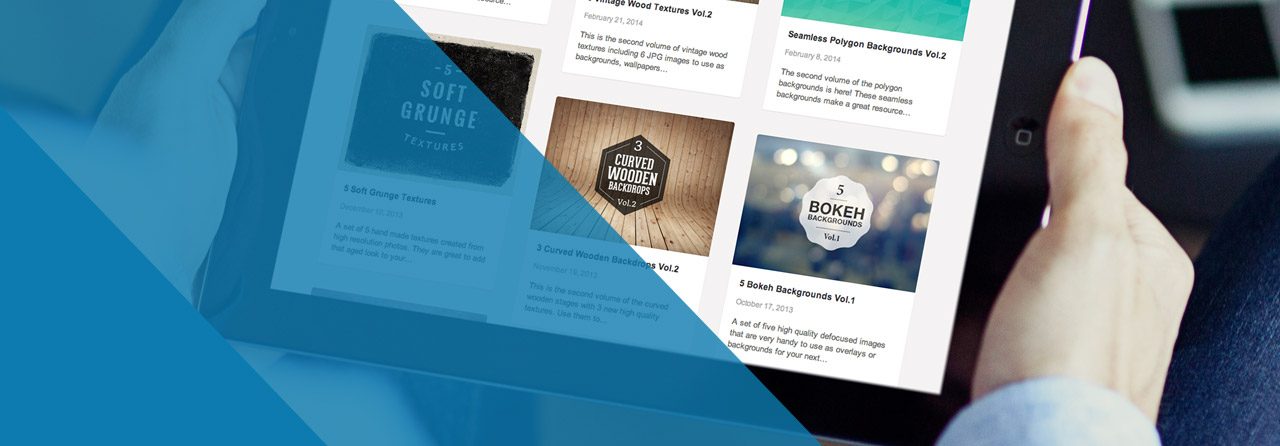 Vintage Wood Textures Vol.2
February 21, 2014
This is the second volume of vintage wood
textures including 6 JPG images to use as
backgrounds, wallpapers…
Seamless Polygon Backgrounds Vol.2
February 8, 2014
The second volume of the polygon
backgrounds is here! These seamless
backgrounds make a great resource…
- 5 -
SOFT
GRUNGE
TEXTURES
5 Soft Grunge Textures
December 12, 2013
A set of 5 hand made textures created from
high resolution photos. They are great to add
that aged look to your…
3
CURVED
WOODEN
BACKDROPS
Vol.2
3 Curved Wooden Backdrops Vol.2
November 19, 2013
This is the second volume of the curved
wooden stages with 3 new high quality
textures. Use them to…
5
BOKEH
BACKGROUNDS
Vol.1
5 Bokeh Backgrounds Vol.1
October 17, 2013
A set of five high quality defocused images
that are very handy to use as overlays or
backgrounds for your next…